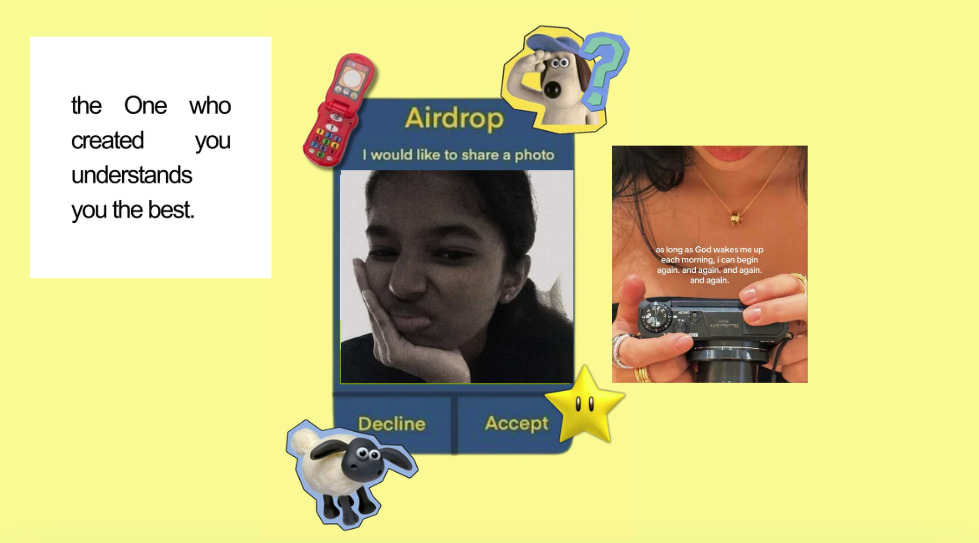 the One who
created you
understands
you the best.
Airdrop
I would like to share a photo
Decline
Accept
as long as God wakes me up
each morning, i can begin
again. and again. and again.
and again.